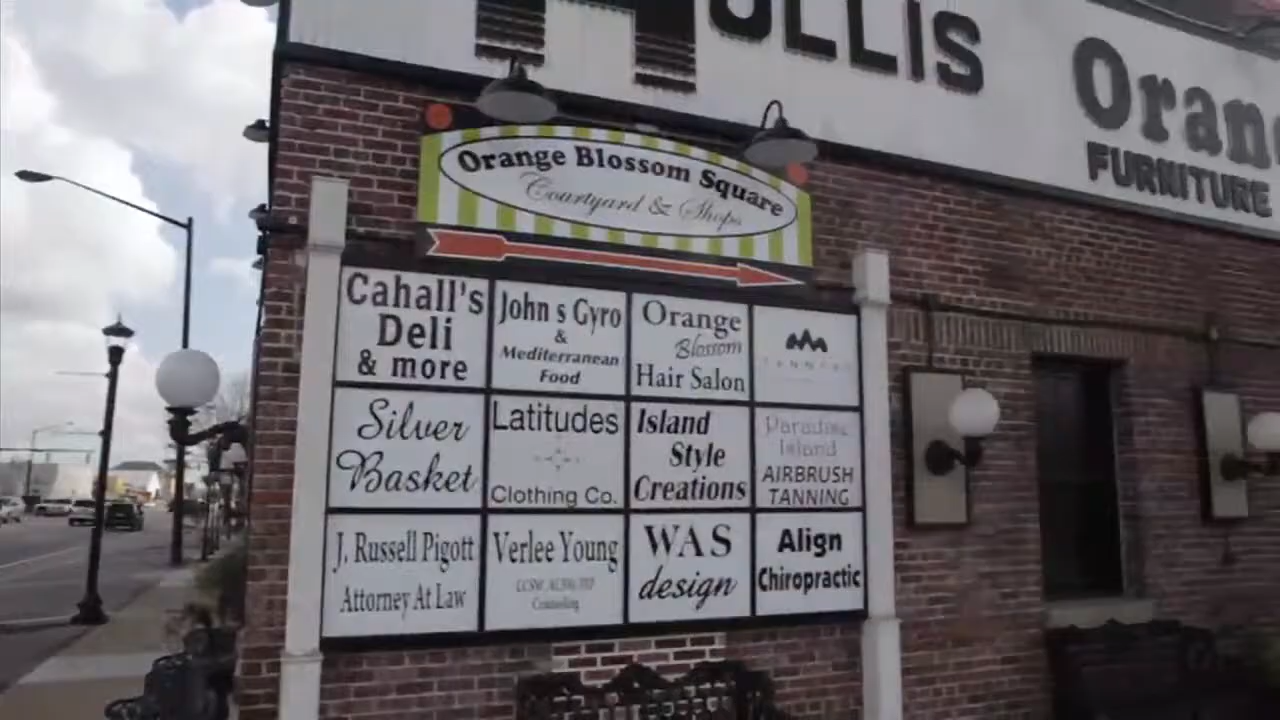 HOLLIS
Oran
FURNITURE
Orange Blossom Square
Courtyard & Shops
Cahall's
Deli
& more
John s Gyro
&
Mediterranean
Food
Orange
Blossom
Hair Salon
Silver
Basket
Latitudes
Clothing Co.
Island
Style
Creations
Paradise
Island
AIRBRUSH
TANNING
J. Russell Pigott
Attorney At Law
Verlee Young
Counseling
WAS
design
Align
Chiropractic